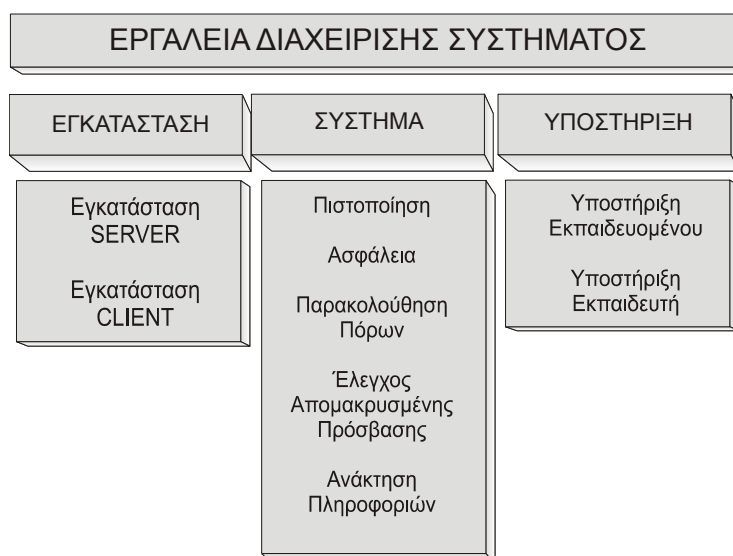 ΕΡΓΑΛΕΙΑ ΔΙΑΧΕΙΡΙΣΗΣ ΣΥΣΤΗΜΑΤΟΣ
ΕΓΚΑΤΑΣΤΑΣΗ
Εγκατάσταση
SERVER
Εγκατάσταση
CLIENT
ΣΥΣΤΗΜΑ
Πιστοποίηση
Ασφάλεια
Παρακολούθηση
Πόρων
Έλεγχος
Απομακρυσμένης
Πρόσβασης
Ανάκτηση
Πληροφοριών
ΥΠΟΣΤΗΡΙΞΗ
Υποστήριξη
Εκπαιδευομένου
Υποστήριξη
Εκπαιδευτή